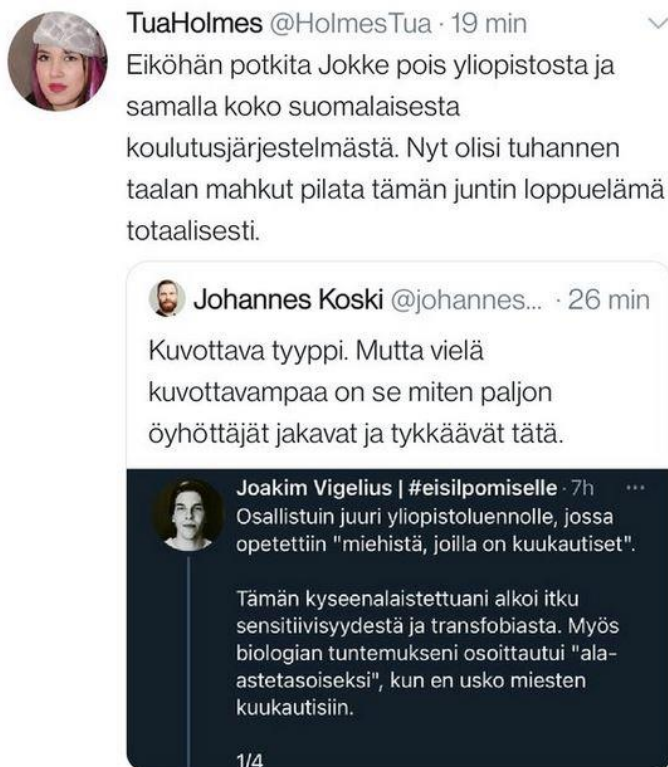 TuaHolmes @HolmesTua · 19 min
Eiköhän potkita Jokke pois yliopistosta ja
samalla koko suomalaisesta
koulutusjärjestelmästä. Nyt olisi tuhannen
taalan mahkut pilata tämän juntin loppuelämä
totaalisesti.
Johannes Koski @johannes... · 26 min
Kuvottava tyyppi. Mutta vielä
kuvottavampaa on se miten paljon
öyhöttäjät jakavat ja tykkäävät tätä.
Joakim Vigelius | #eisilpomiselle · 7h ...
Osallistuin juuri yliopistoluennolle, jossa
opetettiin "miehistä, joilla on kuukautiset".
Tämän kyseenalaistettuani alkoi itku
sensitiivisyydestä ja transfobiasta. Myös
biologian tuntemukseni osoittautui "ala-
astetasoiseksi", kun en usko miesten
kuukautisiin.
1/4